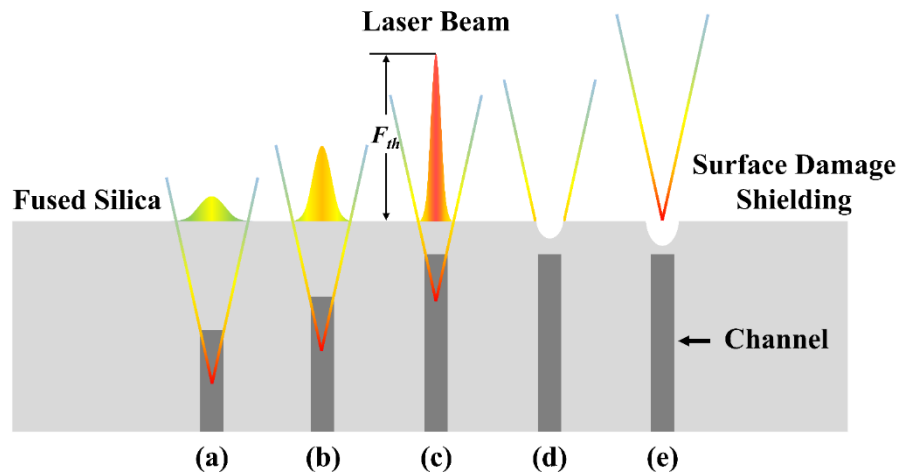 Laser Beam
F_th
Fused Silica
Surface Damage
Shielding
Channel
(a)
(b)
(c)
(d)
(e)